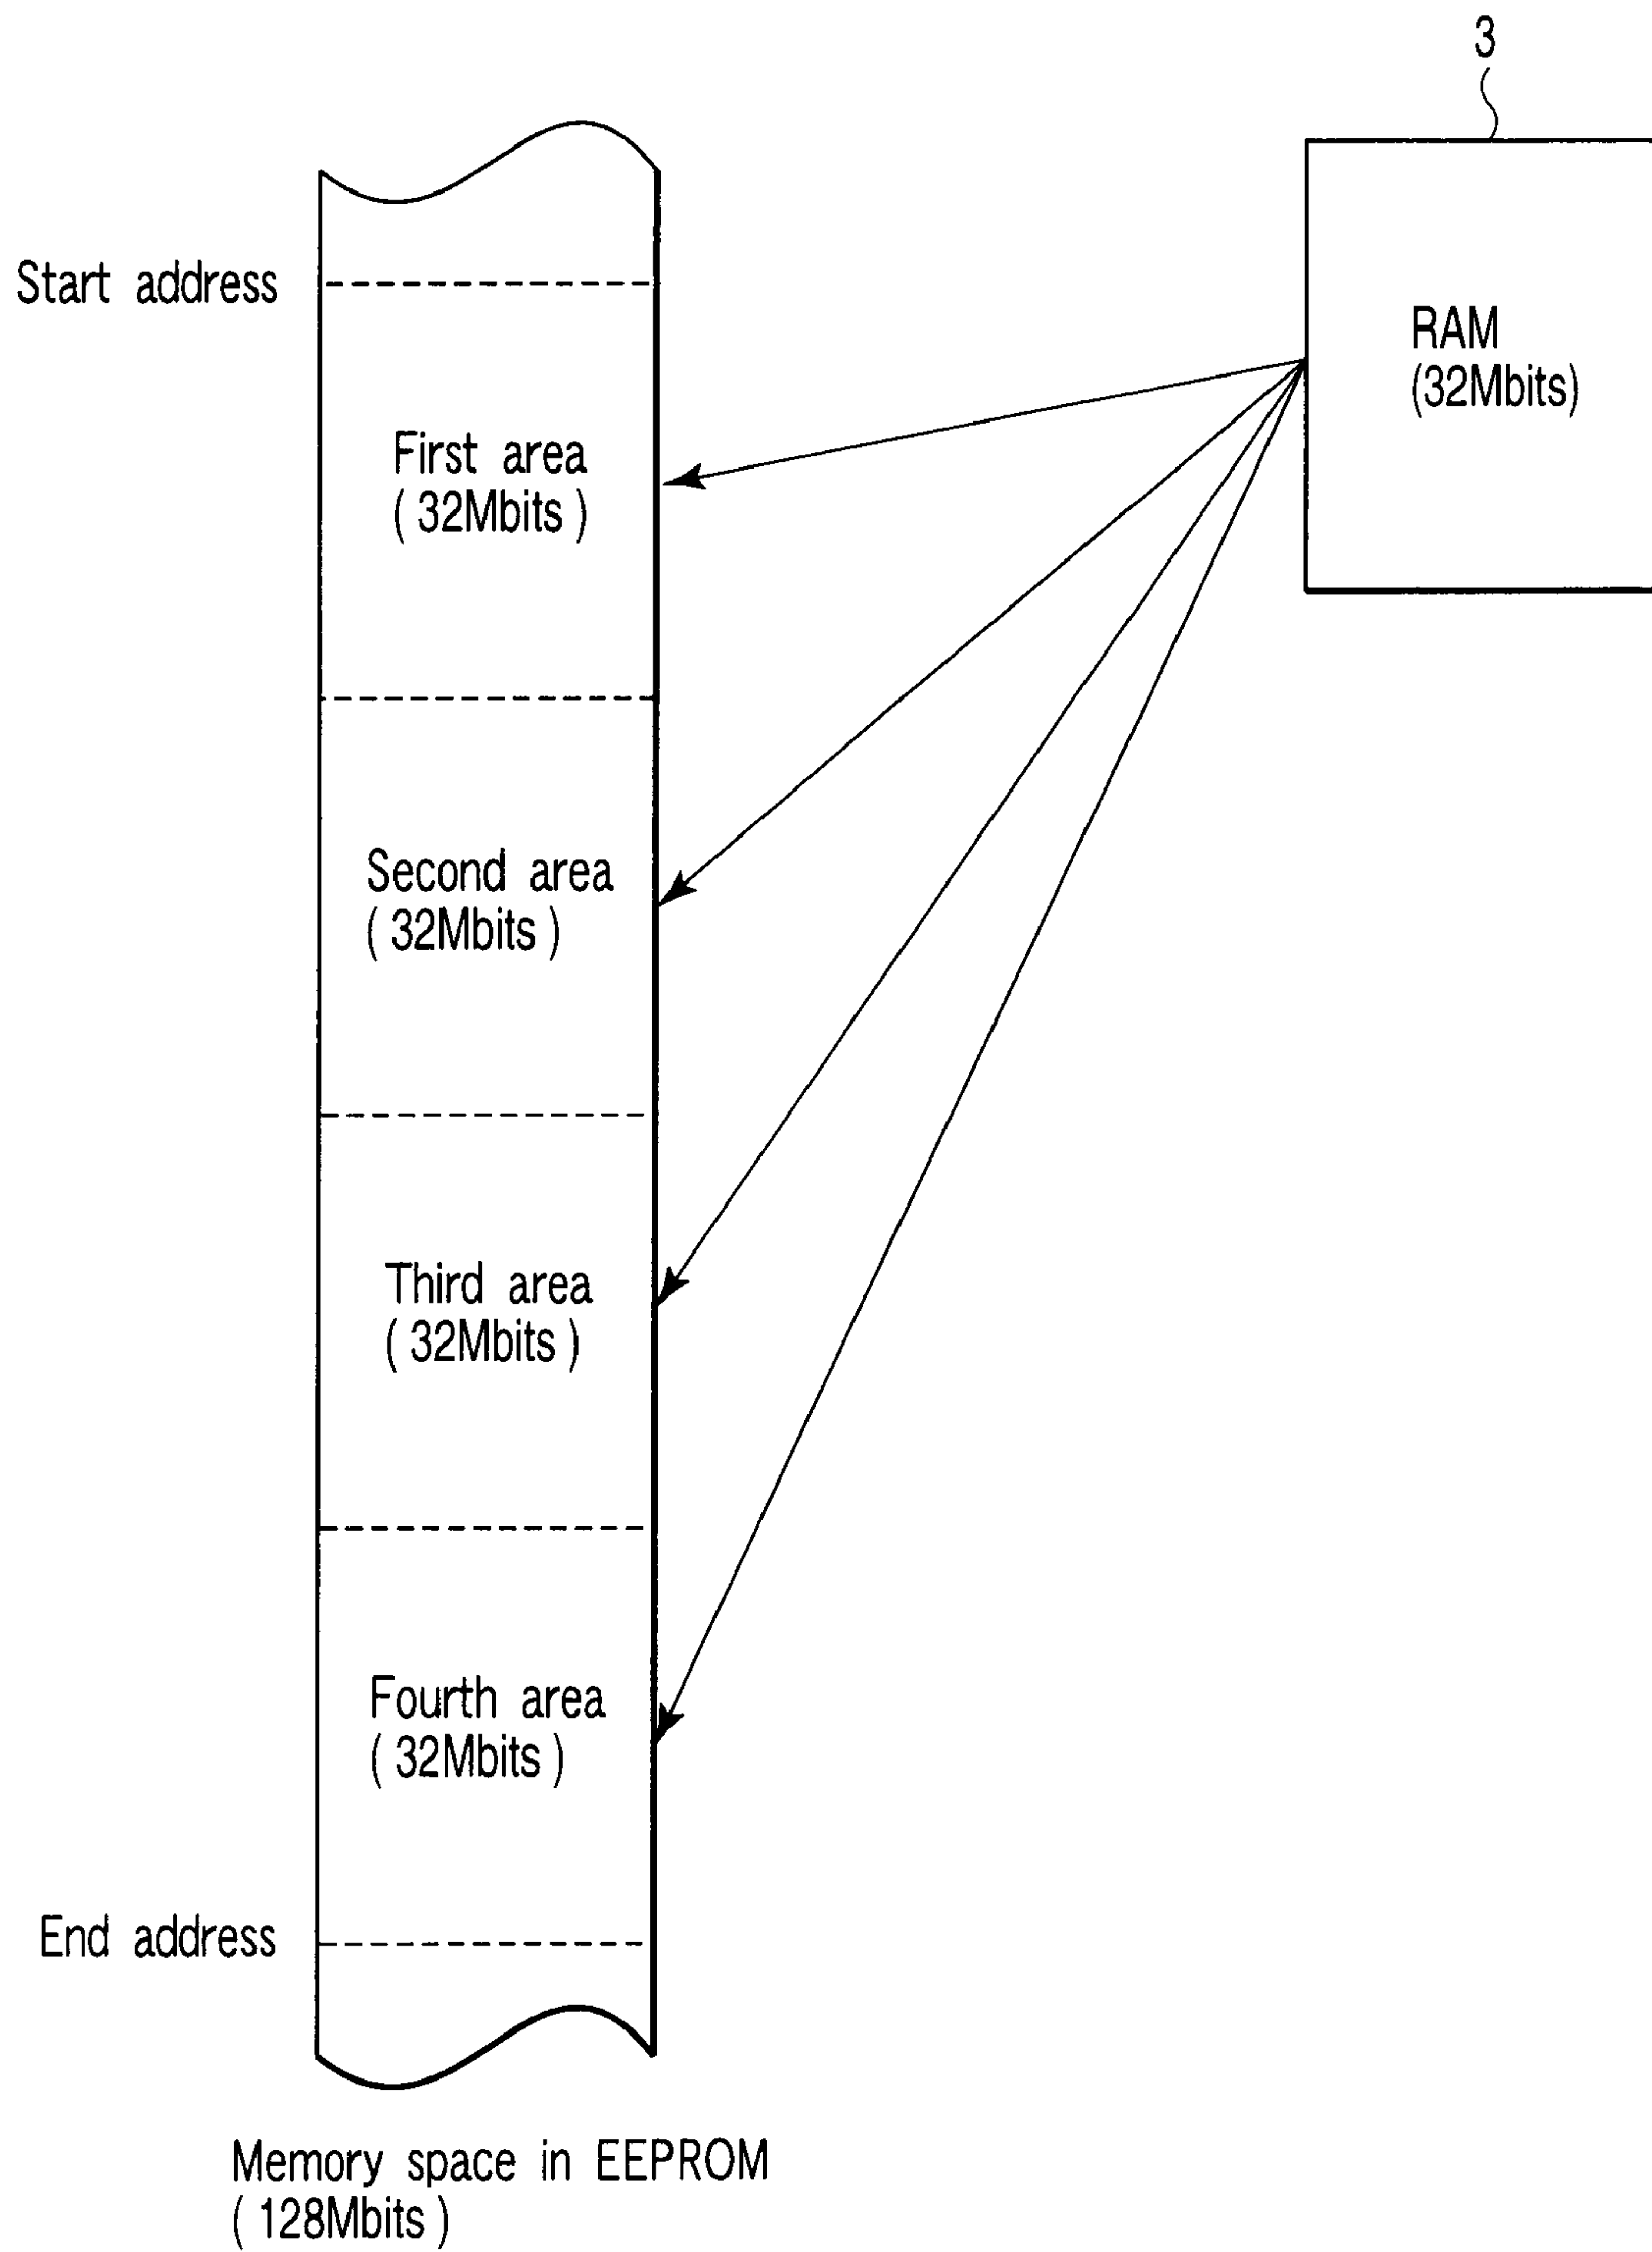 3
Start address
RAM
(32Mbits)
First area
(32Mbits)
Second area
(32Mbits)
Third area
(32Mbits)
Fourth area
(32Mbits)
End address
Memory space in EEPROM
(128Mbits)